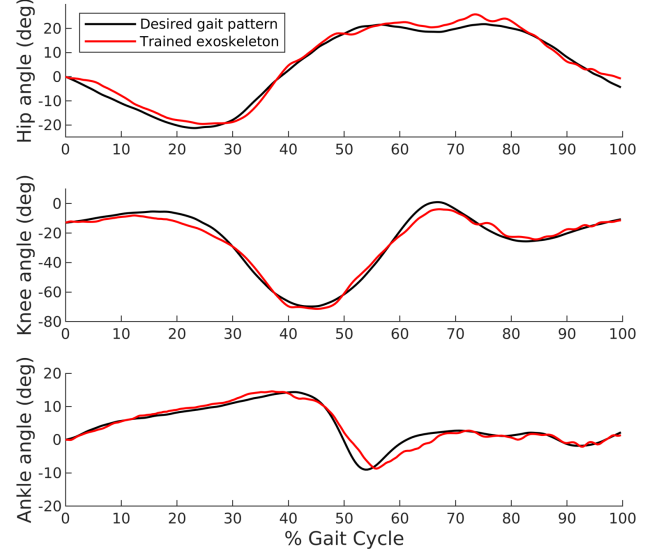 Hip angle (deg)
20
10
0
-10
-20
Desired gait pattern
Trained exoskeleton
0 10 20 30 40 50 60 70 80 90 100
Knee angle (deg)
0
-20
-40
-60
-80
0 10 20 30 40 50 60 70 80 90 100
Ankle angle (deg)
20
10
0
-10
-20
0 10 20 30 40 50 60 70 80 90 100
% Gait Cycle